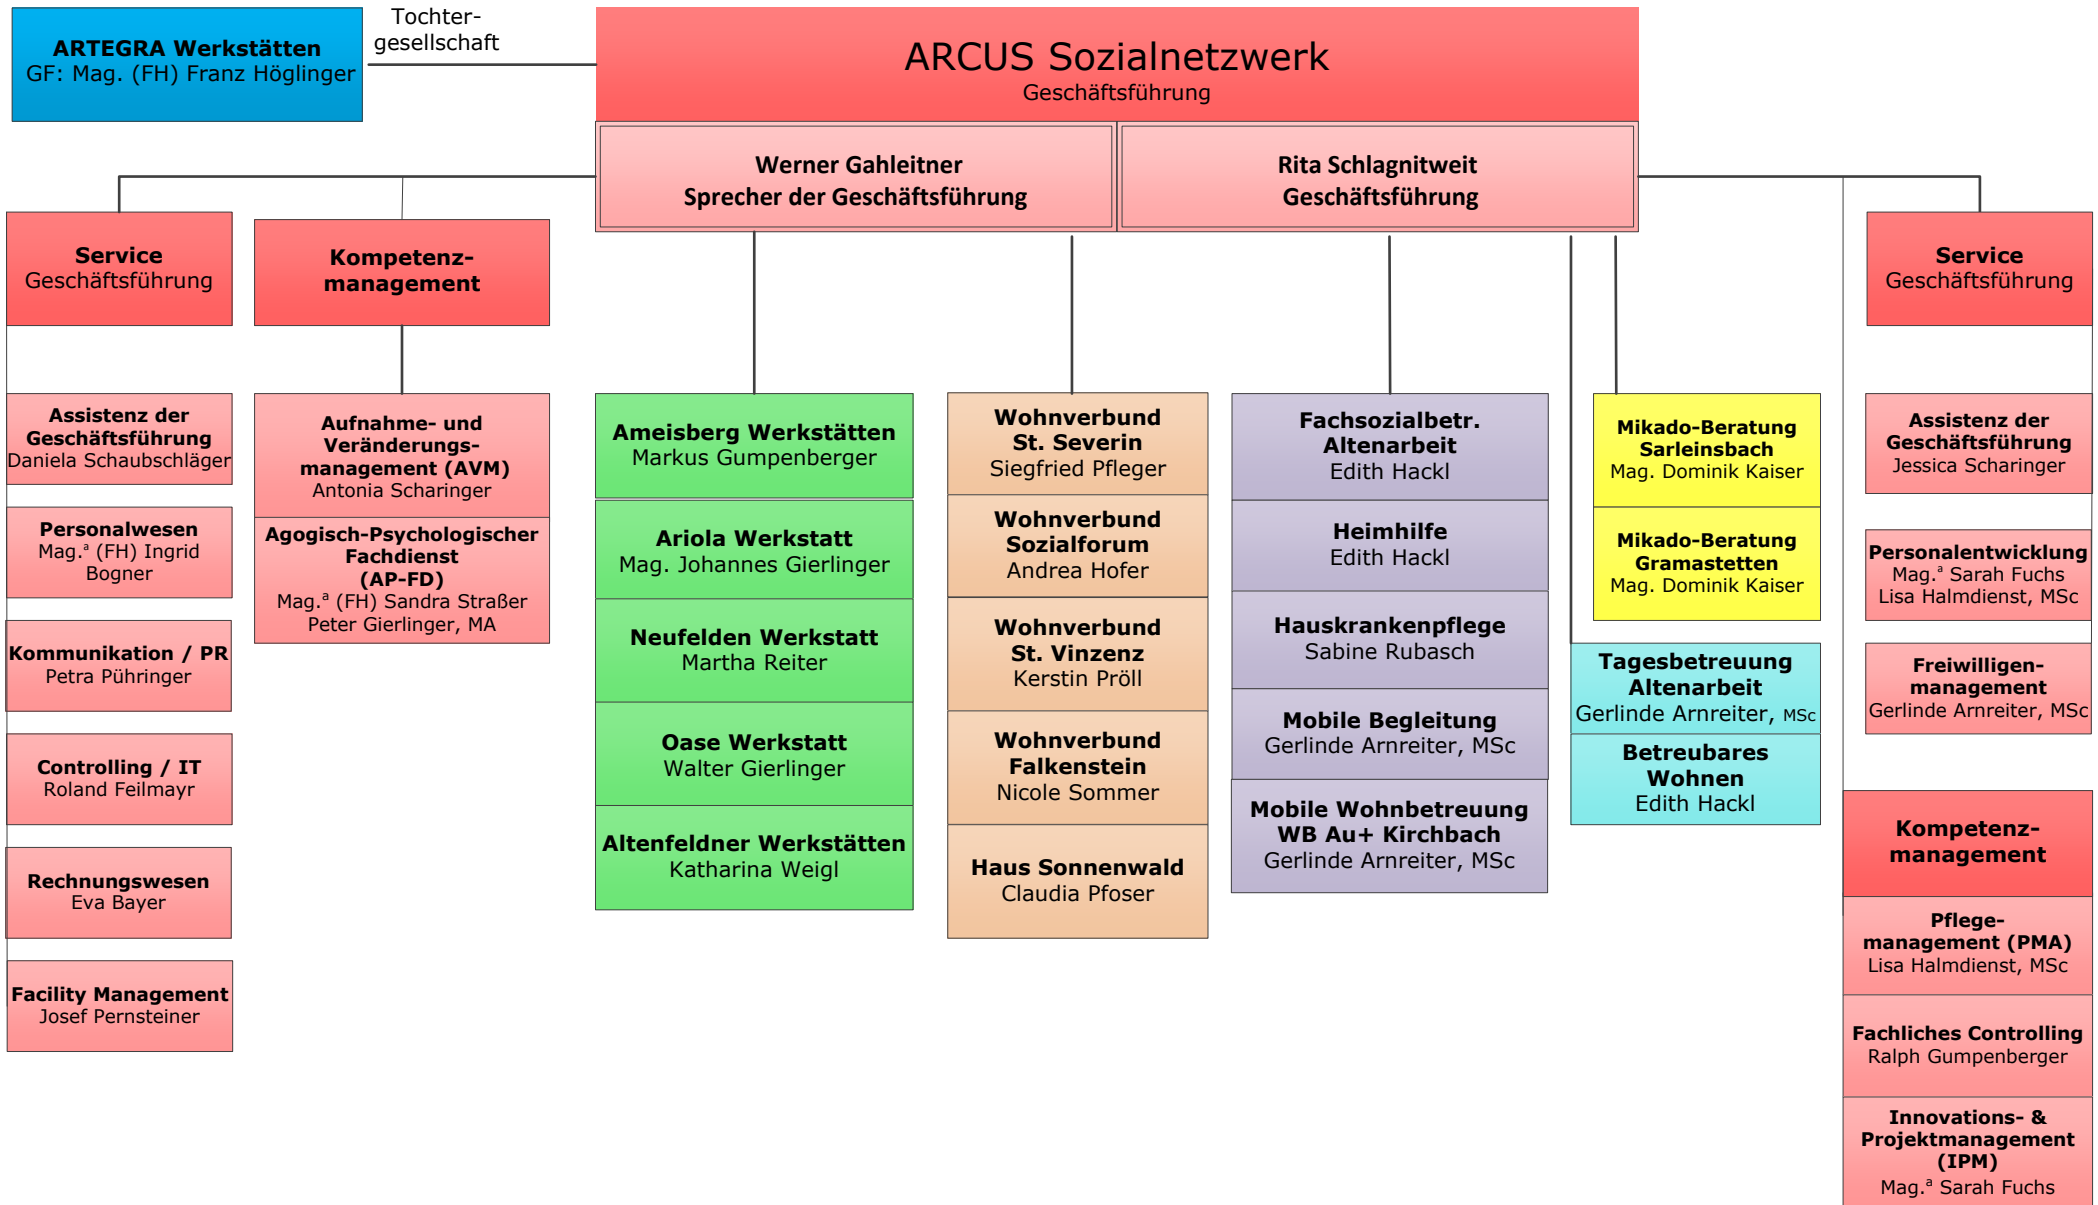 ARTEGRA Werkstätten
GF: Mag. (FH) Franz Höglinger
Tochter-
gesellschaft
ARCUS Sozialnetzwerk
Geschäftsführung
Werner Gahleitner
Sprecher der Geschäftsführung
Rita Schlagnitweit
Geschäftsführung
Service
Geschäftsführung
Assistenz der
Geschäftsführung
Daniela Schaubschläger
Personalwesen
Mag.ª (FH) Ingrid
Bogner
Kommunikation / PR
Petra Pühringer
Controlling / IT
Roland Feilmayr
Rechnungswesen
Eva Bayer
Facility Management
Josef Pernsteiner
Kompetenz-
management
Aufnahme- und
Veränderungs-
management (AVM)
Antonia Scharinger
Agogisch-Psychologischer
Fachdienst
(AP-FD)
Mag.ª (FH) Sandra Straßer
Peter Gierlinger, MA
Ameisberg Werkstätten
Markus Gumpenberger
Ariola Werkstatt
Mag. Johannes Gierlinger
Neufelden Werkstatt
Martha Reiter
Oase Werkstatt
Walter Gierlinger
Altenfeldner Werkstätten
Katharina Weigl
Wohnverbund
St. Severin
Siegfried Pfleger
Wohnverbund
Sozialforum
Andrea Hofer
Wohnverbund
St. Vinzenz
Kerstin Pröll
Wohnverbund
Falkenstein
Nicole Sommer
Haus Sonnenwald
Claudia Pfoser
Fachsozialbetr.
Altenarbeit
Edith Hackl
Heimhilfe
Edith Hackl
Hauskrankenpflege
Sabine Rubasch
Mobile Begleitung
Gerlinde Arnreiter, MSc
Mobile Wohnbetreuung
WB Au+ Kirchbach
Gerlinde Arnreiter, MSc
Mikado-Beratung
Sarleinsbach
Mag. Dominik Kaiser
Mikado-Beratung
Gramastetten
Mag. Dominik Kaiser
Tagesbetreuung
Altenarbeit
Gerlinde Arnreiter, MSc
Betreubares
Wohnen
Edith Hackl
Service
Geschäftsführung
Assistenz der
Geschäftsführung
Jessica Scharinger
Personalentwicklung
Mag.ª Sarah Fuchs
Lisa Halmdienst, MSc
Freiwilligen-
management
Gerlinde Arnreiter, MSc
Kompetenz-
management
Pflege-
management (PMA)
Lisa Halmdienst, MSc
Fachliches Controlling
Ralph Gumpenberger
Innovations- &
Projektmanagement
(IPM)
Mag.ª Sarah Fuchs